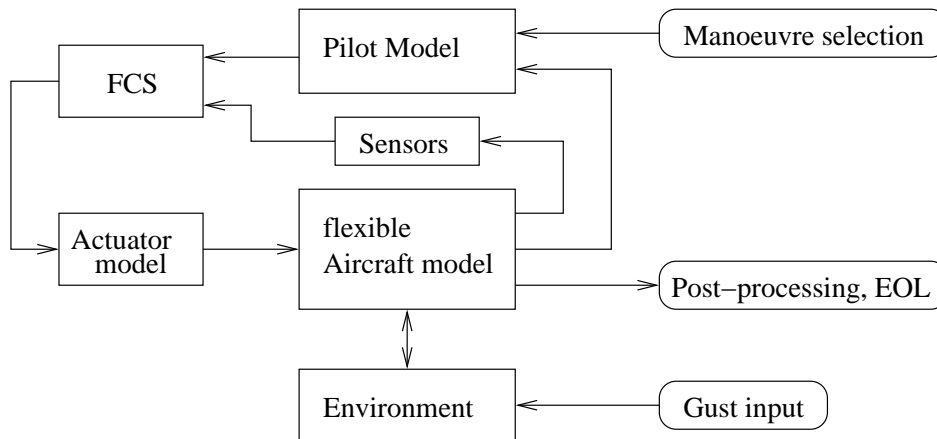 Pilot Model
Manoeuvre selection
FCS
Sensors
Actuator
model
flexible
Aircraft model
Post−processing, EOL
Environment
Gust input